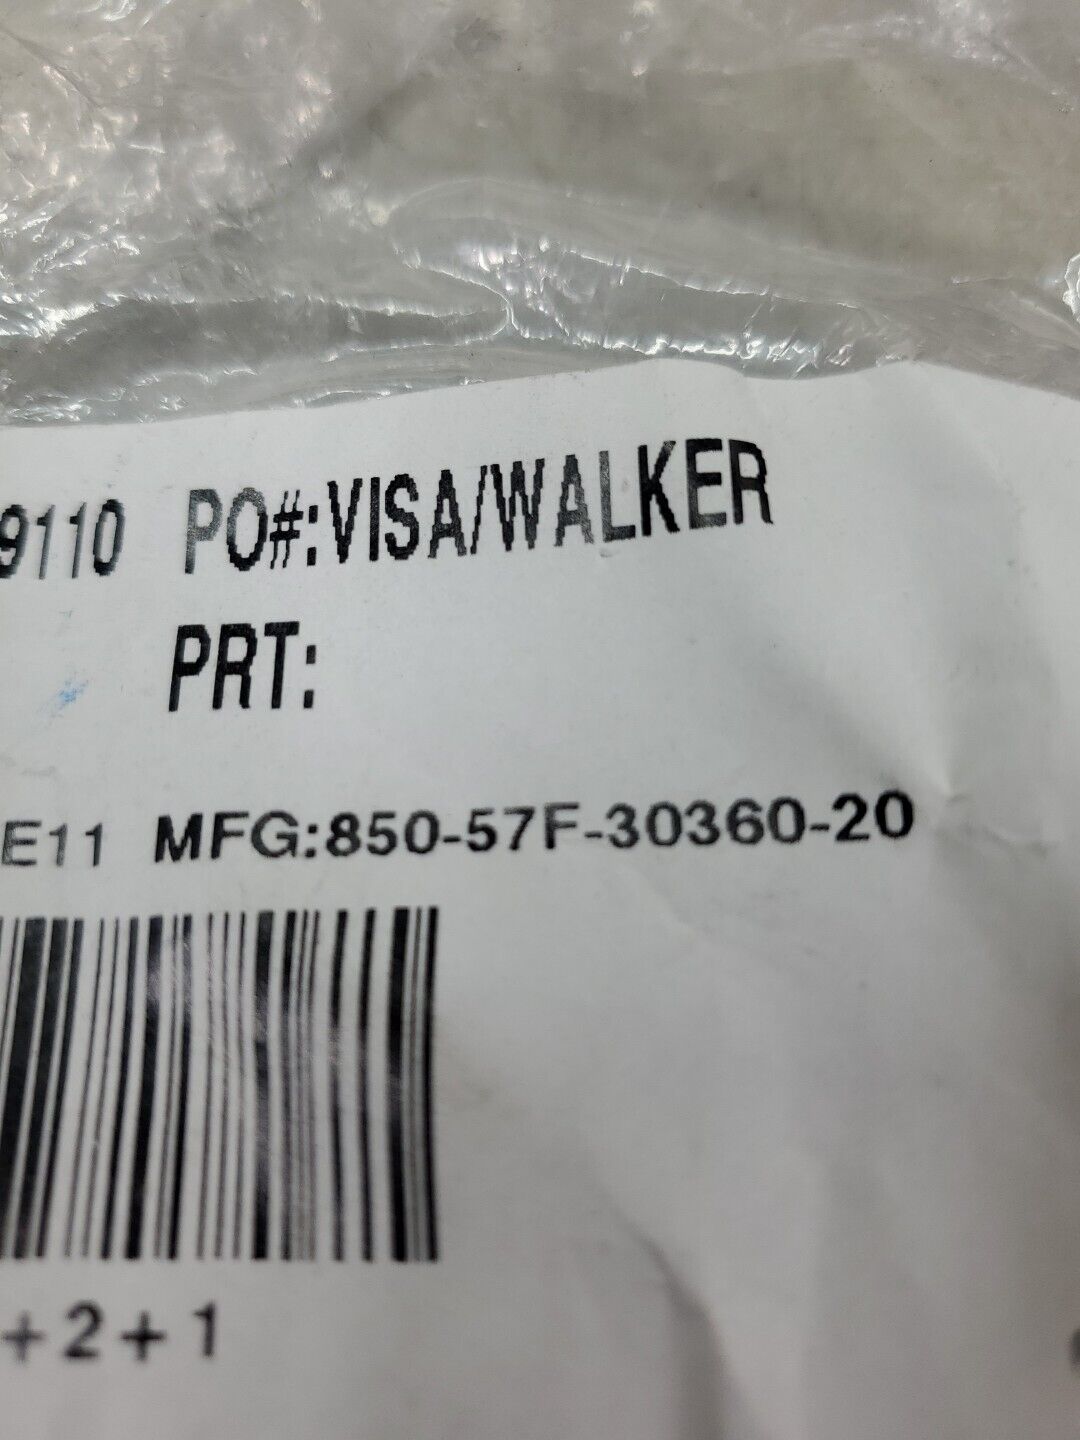 9110 PO#:VISA/WALKER
PRT:
E11 MFG:850-57F-30360-20
+2+1